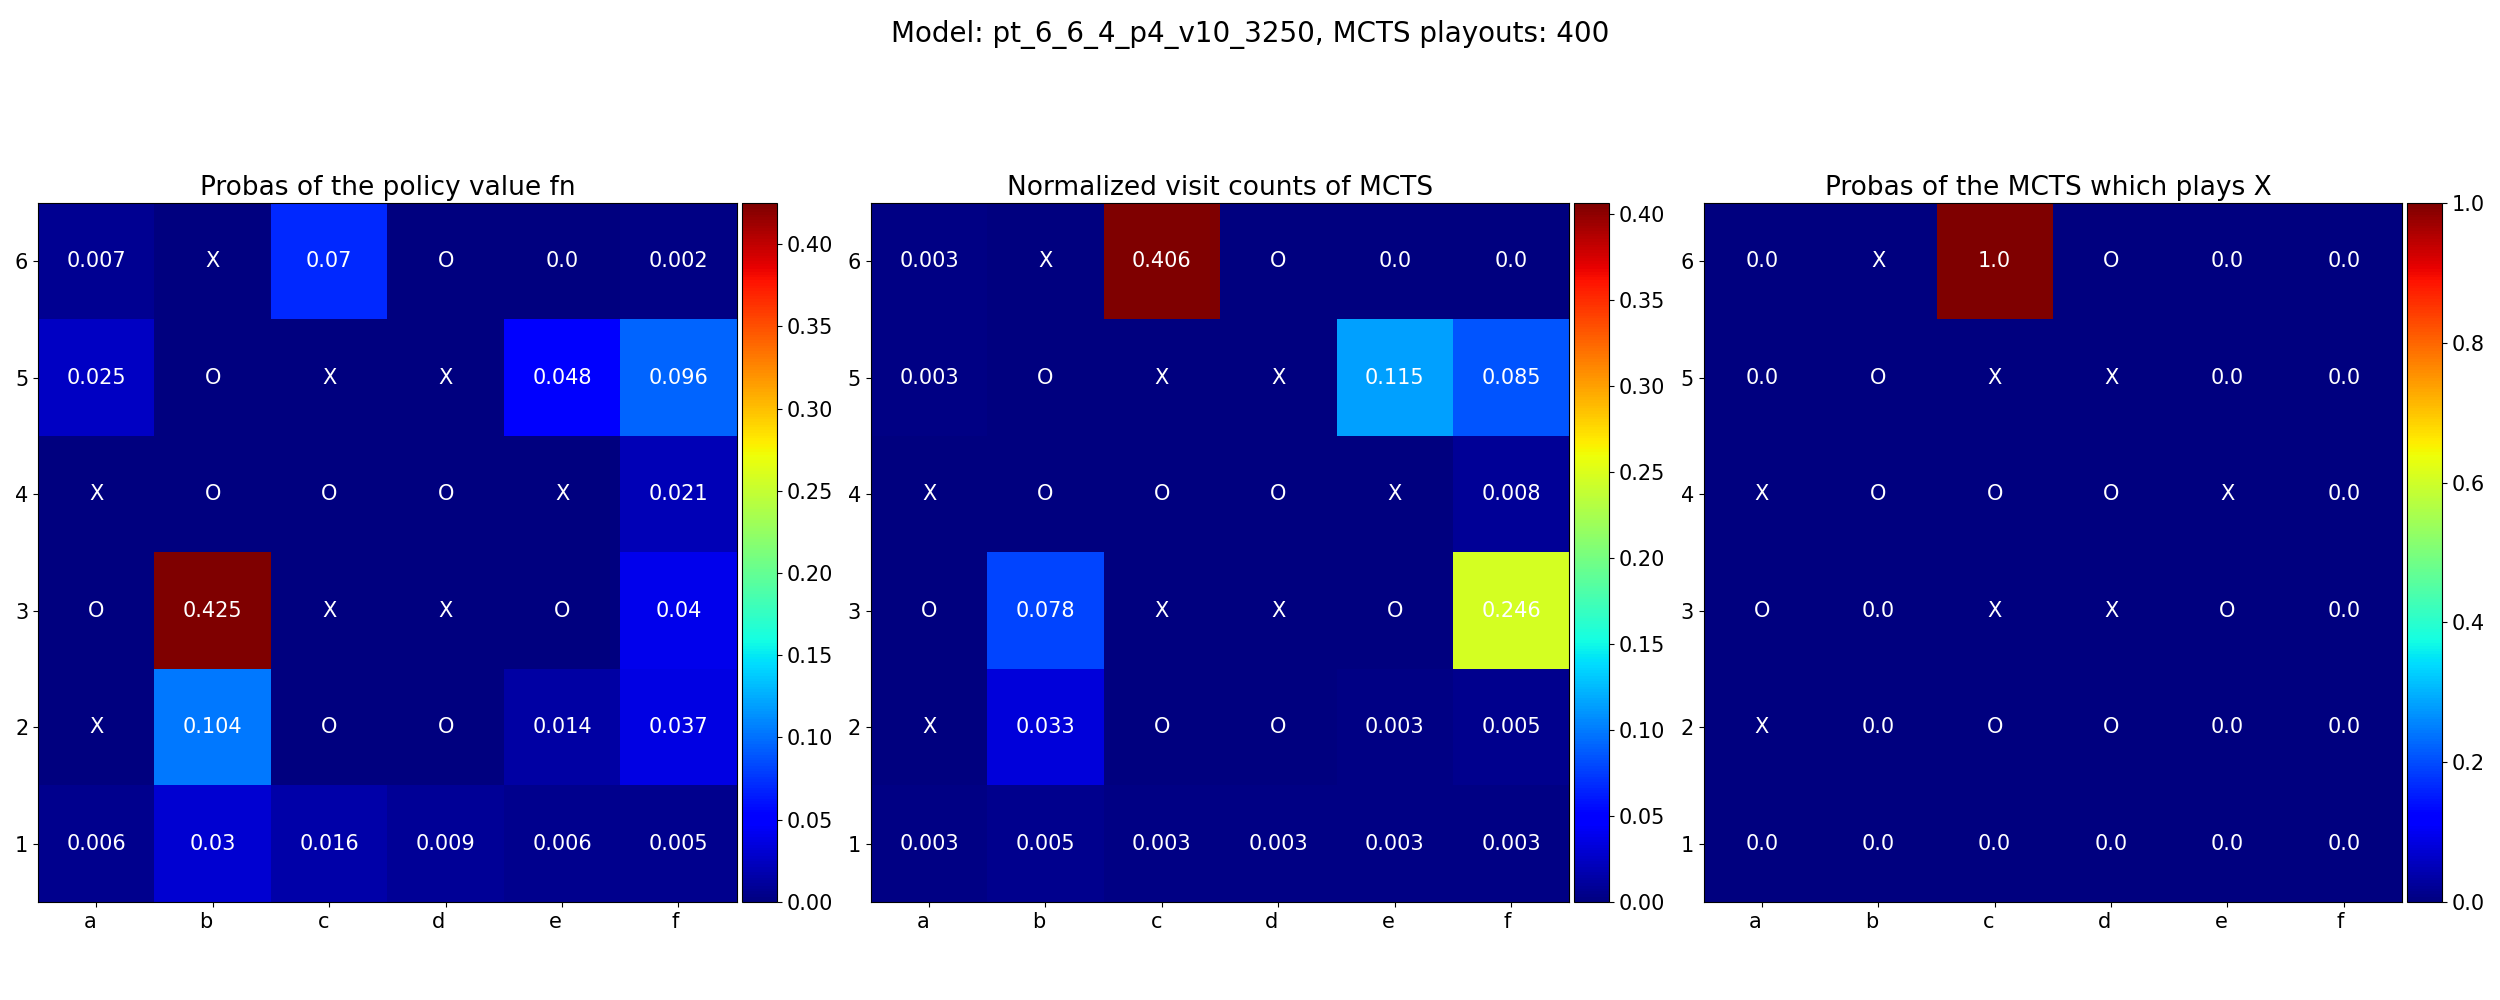 Model: pt_6_6_4_p4_v10_3250, MCTS playouts: 400
Probas of the policy value fn
6 0.007 X 0.07 O 0.0 0.002
5 0.025 O X X 0.048 0.096
4 X O O O X 0.021
3 O 0.425 X X O 0.04
2 X 0.104 O O 0.014 0.037
1 0.006 0.03 0.016 0.009 0.006 0.005
a b c d e f
0.40
0.35
0.30
0.25
0.20
0.15
0.10
0.05
0.00
Normalized visit counts of MCTS
6 0.003 X 0.406 O 0.0 0.0
5 0.003 O X X 0.115 0.085
4 X O O O X 0.008
3 O 0.078 X X O 0.246
2 X 0.033 O O 0.003 0.005
1 0.003 0.005 0.003 0.003 0.003 0.003
a b c d e f
0.40
0.35
0.30
0.25
0.20
0.15
0.10
0.05
0.00
Probas of the MCTS which plays X
6 0.0 X 1.0 O 0.0 0.0
5 0.0 O X X 0.0 0.0
4 X O O O X 0.0
3 O 0.0 X X O 0.0
2 X 0.0 O O 0.0 0.0
1 0.0 0.0 0.0 0.0 0.0 0.0
a b c d e f
1.0
0.8
0.6
0.4
0.2
0.0